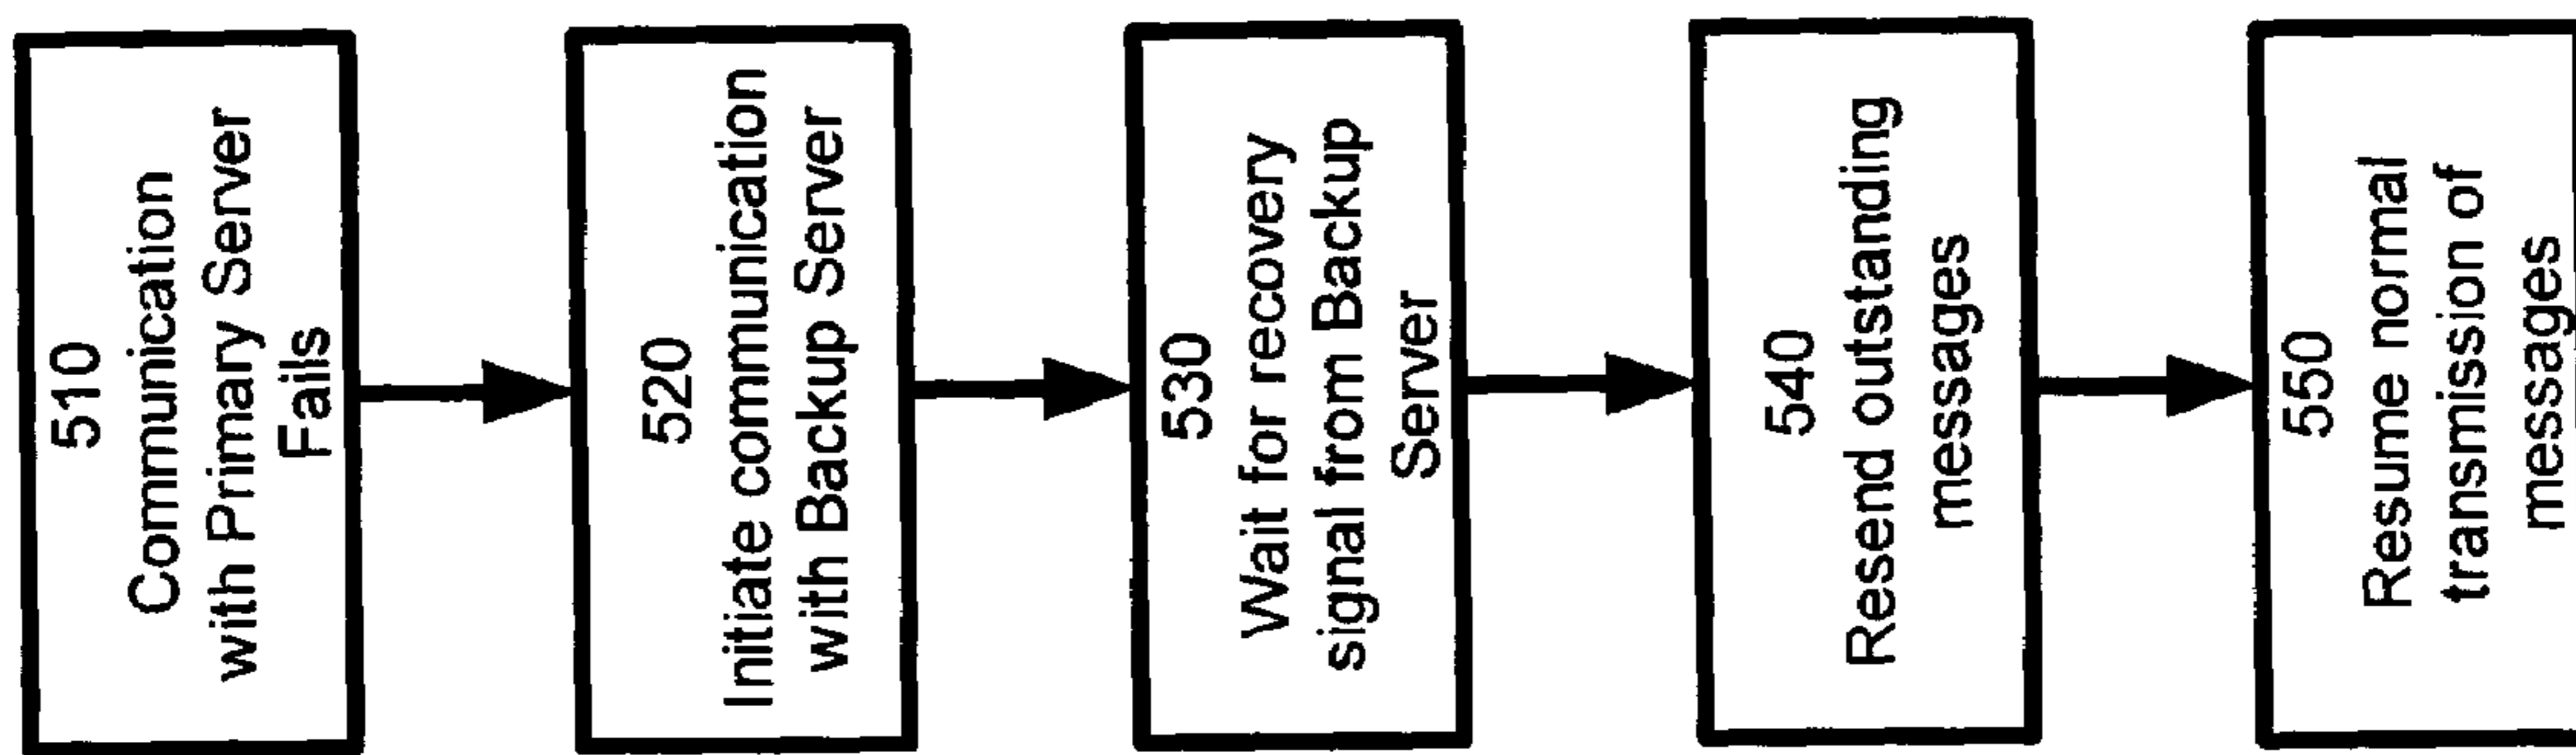 510
Communication
with Primary Server
Fails
520
Initiate communication
with Backup Server
530
Wait for recovery
signal from Backup
Server
540
Resend outstanding
messages
550
Resume normal
transmission of
messages